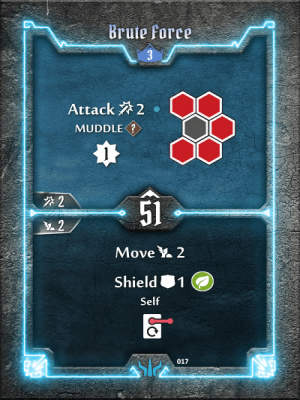 Brute Force
3
Attack 2
MUDDLE ?
1
2
51
2
Move 2
Shield 1
Self
017